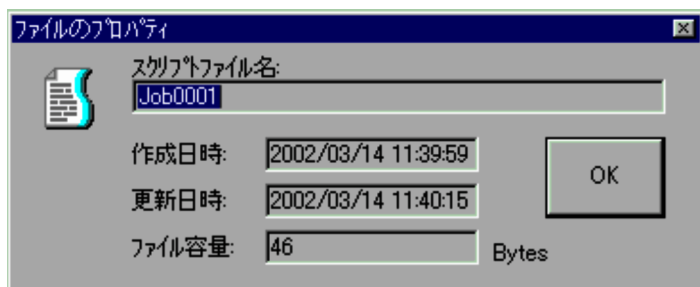 ファイルのプロパティ
スクリプトファイル名:
Job0001
作成日時: 2002/03/14 11:39:59
OK
更新日時: 2002/03/14 11:40:15
ファイル容量: 46 Bytes